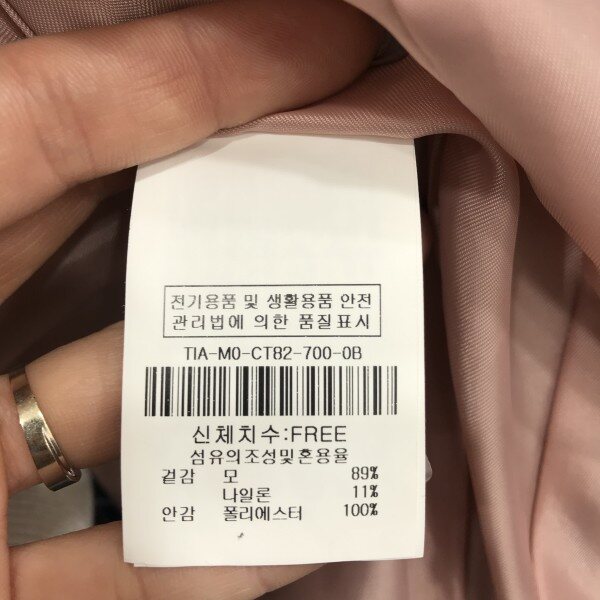 전기용품 및 생활용품 안전
관리법에 의한 품질표시
TIA-MO-CT82-700-0B
신체치수:FREE
섬유의조성및혼용율
겉감 모 89%
나일론 11%
안감 폴리에스터 100%